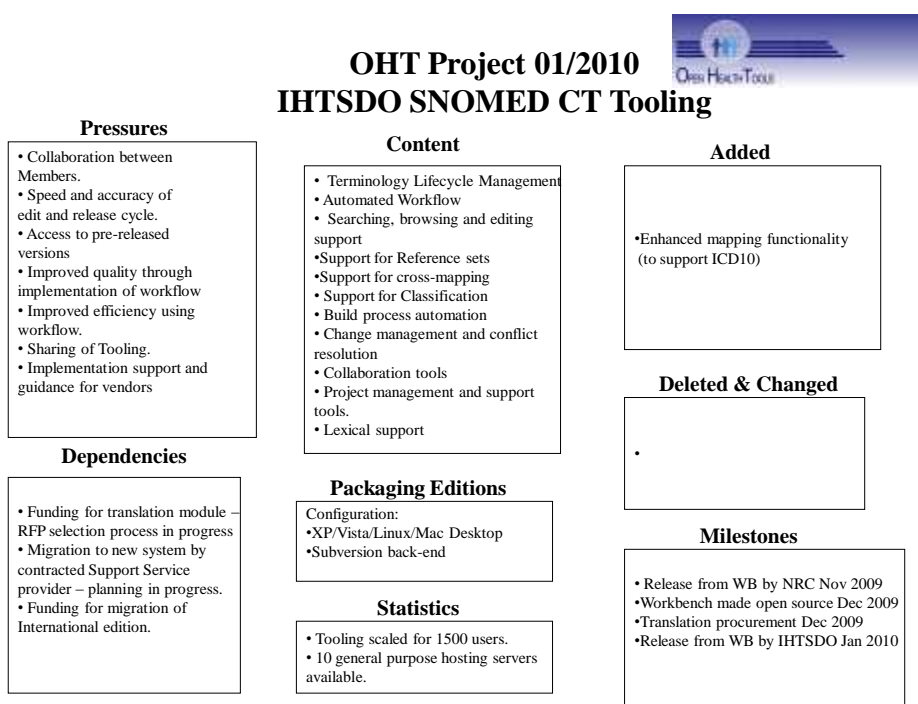 OPEN HEALTH TOOLS
OHT Project 01/2010
IHTSDO SNOMED CT Tooling
Pressures
• Collaboration between
Members.
• Speed and accuracy of
edit and release cycle.
• Access to pre-released
versions
• Improved quality through
implementation of workflow
• Improved efficiency using
workflow.
• Sharing of Tooling.
• Implementation support and
guidance for vendors
Dependencies
• Funding for translation module –
RFP selection process in progress
• Migration to new system by
contracted Support Service
provider – planning in progress.
• Funding for migration of
International edition.
Content
• Terminology Lifecycle Management
• Automated Workflow
• Searching, browsing and editing
support
•Support for Reference sets
•Support for cross-mapping
• Support for Classification
• Build process automation
• Change management and conflict
resolution
• Collaboration tools
• Project management and support
tools.
• Lexical support
Packaging Editions
Configuration:
•XP/Vista/Linux/Mac Desktop
•Subversion back-end
Statistics
• Tooling scaled for 1500 users.
• 10 general purpose hosting servers
available.
Added
•Enhanced mapping functionality
(to support ICD10)
Deleted & Changed
•
Milestones
• Release from WB by NRC Nov 2009
•Workbench made open source Dec 2009
•Translation procurement Dec 2009
•Release from WB by IHTSDO Jan 2010